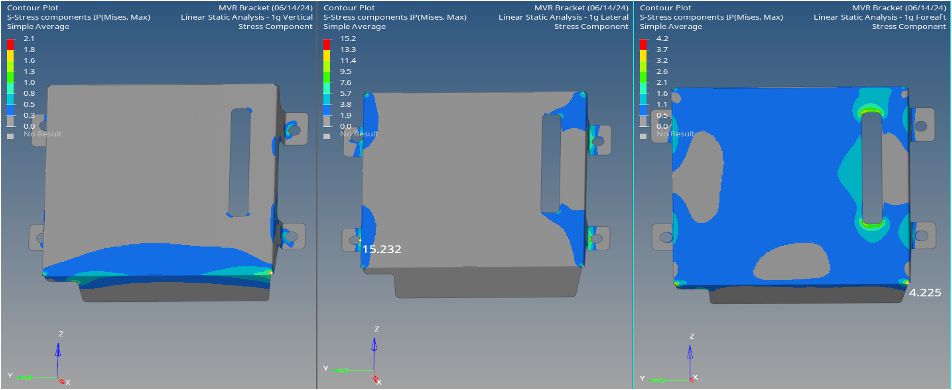 Contour Plot
S-Stress components IP(Mises, Max)
Simple Average
MVR Bracket (06/14/24)
Linear Static Analysis - 1g Vertical
Stress Component
2.1
1.8
1.6
1.3
1.0
0.8
0.5
0.3
0.0
No Result
Z
Y
X
Contour Plot
S-Stress components IP(Mises, Max)
Simple Average
MVR Bracket (06/14/24)
Linear Static Analysis - 1g Lateral
Stress Component
15.2
13.3
11.4
9.5
7.6
5.7
3.8
1.9
0.0
No Result
15.232
Z
Y
X
Contour Plot
S-Stress components IP(Mises, Max)
Simple Average
MVR Bracket (06/14/24)
Linear Static Analysis - 1g Foreaft
Stress Component
4.2
3.7
3.2
2.6
2.1
1.6
1.1
0.5
0.0
No Result
4.225
Z
Y
X